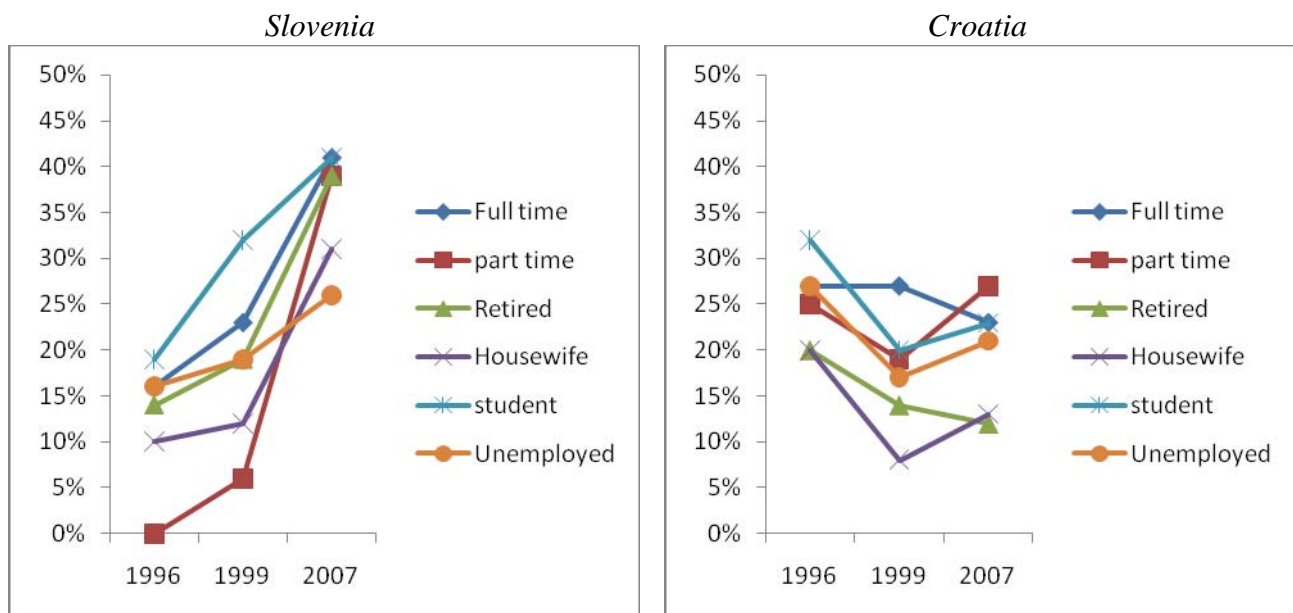 Slovenia
50%
45%
40%
35%
30%
25%
20%
15%
10%
5%
0%
1996 1999 2007
Full time
part time
Retired
Housewife
student
Unemployed
Croatia
50%
45%
40%
35%
30%
25%
20%
15%
10%
5%
0%
1996 1999 2007
Full time
part time
Retired
Housewife
student
Unemployed